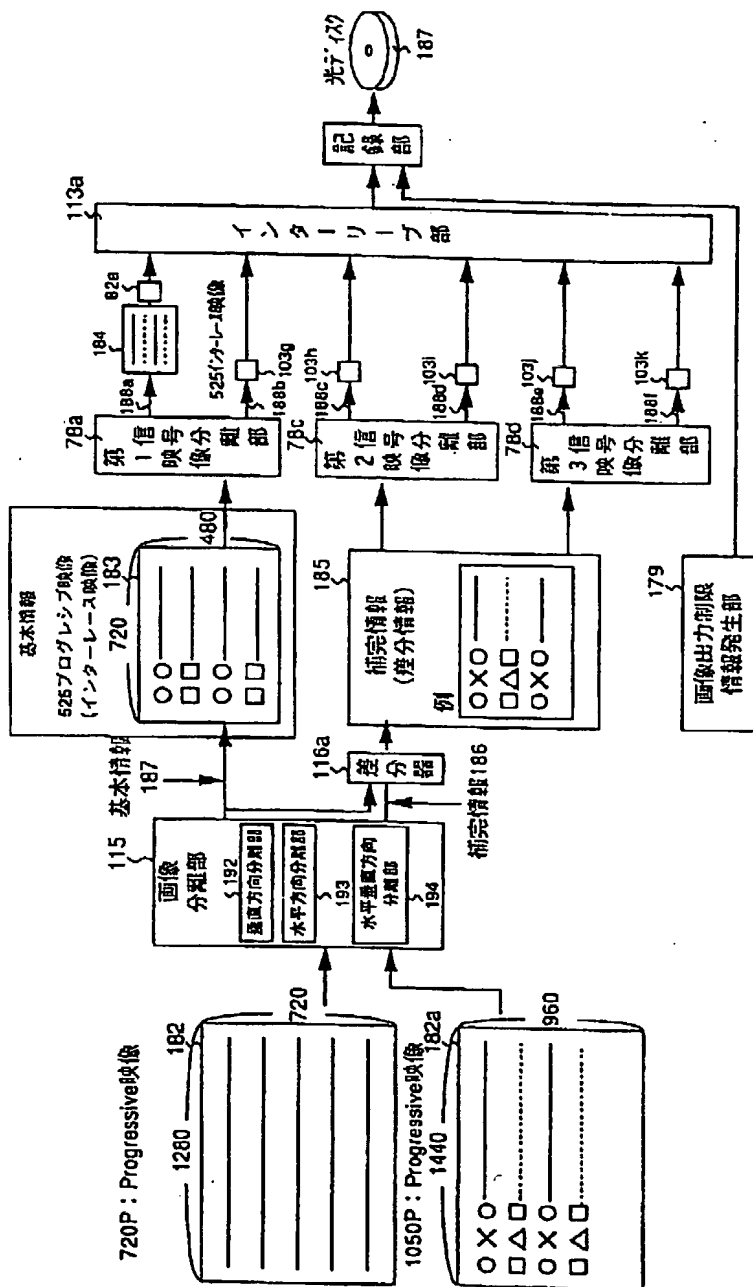 720P：Progressive映像
1280
182
720
1050P：Progressive映像
1440
182a
960
○×○
□△□
○×○
□△□
115
画像
分離部
192
垂直方向分離部
水平方向分離部
193
水平垂直方向
分離部
194
基本情報
187
116a
差分器
補完情報186
基本情報
525プログレシブ映像
(インターレース映像)
720
183
480
○○
□□
○○
□□
185
補完情報
(差分情報)
例
○×○
□△□
○×○
179
画像出力制限
情報発生部
78a
第1映像
信号分離部
78c
第2映像
信号分離部
78d
第3映像
信号分離部
188a
184
82a
525インターレース映像
188b
103g
188c
103h
188d
103i
188e
103j
188f
103k
113a
インターリーブ部
記録部
光ディスク
187